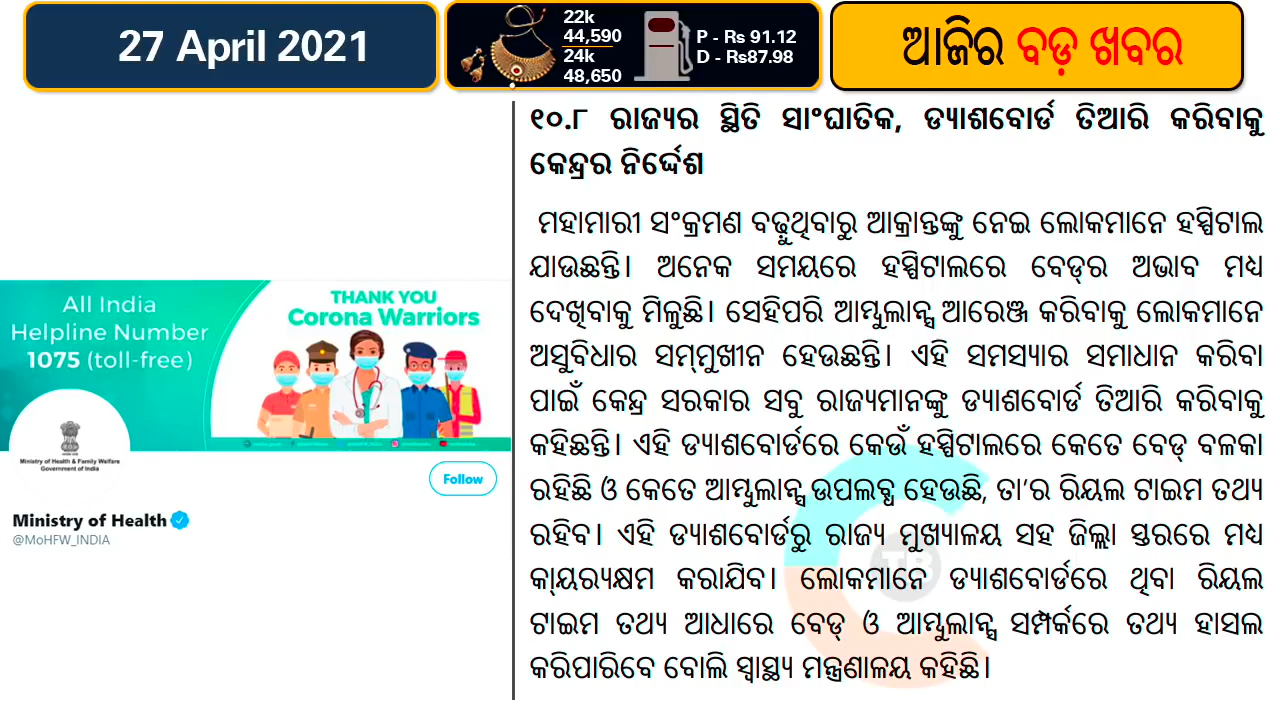 27 April 2021
22k
44,590
24k
48,650
P - Rs 91.12
D - Rs87.98
ଆଜିର ବଡ଼ ଖବର
୧୦.୮ ରାଜ୍ୟର ସ୍ଥିତି ସାଂଘାତିକ, ଡ୍ୟାଶବୋର୍ଡ ତିଆରି କରିବାକୁ
କେନ୍ଦ୍ରର ନିର୍ଦ୍ଦେଶ
ମହାମାରୀ ସଂକ୍ରମଣ ବଢ଼ୁଥିବାରୁ ଆକ୍ରାନ୍ତଙ୍କୁ ନେଇ ଲୋକମାନେ ହସ୍ପିଟାଲ
ଯାଉଛନ୍ତି। ଅନେକ ସମୟରେ ହସ୍ପିଟାଲରେ ବେଡ୍‌ର ଅଭାବ ମଧ୍ୟ
ଦେଖିବାକୁ ମିଳୁଛି। ସେହିପରି ଆମ୍ବୁଲାନ୍ସ ଆରେଞ୍ଜ କରିବାକୁ ଲୋକମାନେ
ଅସୁବିଧାର ସମ୍ମୁଖୀନ ହେଉଛନ୍ତି। ଏହି ସମସ୍ୟାର ସମାଧାନ କରିବା
ପାଇଁ କେନ୍ଦ୍ର ସରକାର ସବୁ ରାଜ୍ୟମାନଙ୍କୁ ଡ୍ୟାଶବୋର୍ଡ ତିଆରି କରିବାକୁ
କହିଛନ୍ତି। ଏହି ଡ୍ୟାଶବୋର୍ଡରେ କେଉଁ ହସ୍ପିଟାଲରେ କେତେ ବେଡ୍ ବଳକା
ରହିଛି ଓ କେତେ ଆମ୍ବୁଲାନ୍ସ ଉପଲବ୍ଧ ହେଉଛି, ତା'ର ରିୟଲ ଟାଇମ ତଥ୍ୟ
ରହିବ। ଏହି ଡ୍ୟାଶବୋର୍ଡରୁ ରାଜ୍ୟ ମୁଖ୍ୟାଳୟ ସହ ଜିଲ୍ଲା ସ୍ତରରେ ମଧ୍ୟ
କା୍ୟର‌୍ୟକ୍ଷମ କରାଯିବ। ଲୋକମାନେ ଡ୍ୟାଶବୋର୍ଡରେ ଥିବା ରିୟଲ
ଟାଇମ ତଥ୍ୟ ଆଧାରେ ବେଡ୍ ଓ ଆମ୍ବୁଲାନ୍ସ ସମ୍ପର୍କରେ ତଥ୍ୟ ହାସଲ
କରିପାରିବେ ବୋଲି ସ୍ୱାସ୍ଥ୍ୟ ମନ୍ତ୍ରଣାଳୟ କହିଛି।
All India
Helpline Number
1075 (toll-free)
THANK YOU
Corona Warriors
Ministry of Health & Family Welfare
Government of India
Follow
Ministry of Health
@MoHFW_INDIA
TB